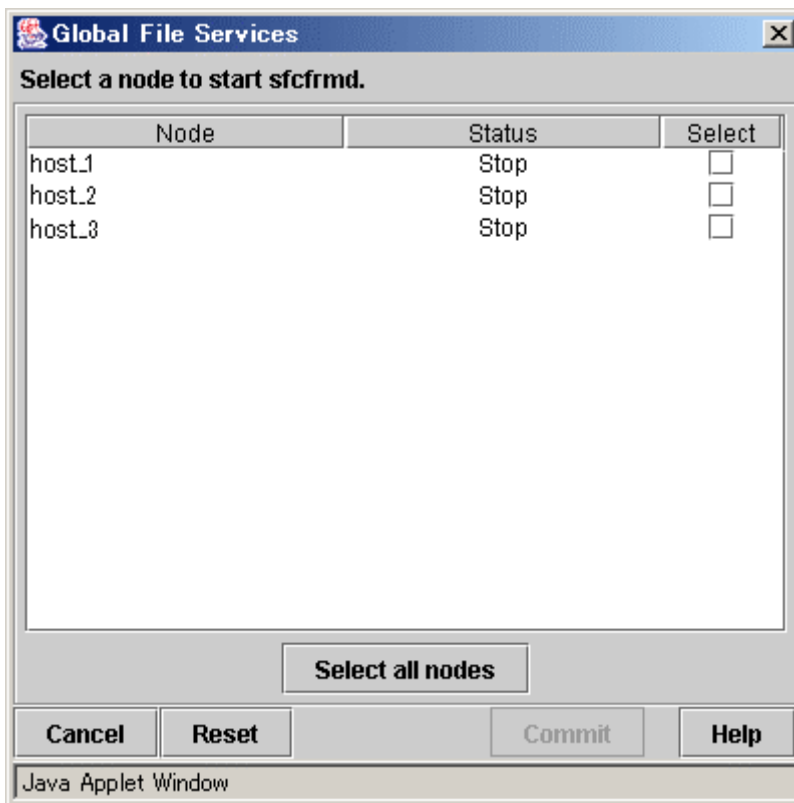 Global File Services
Select a node to start sfcfrmd.
Node Status Select
host_1 Stop
host_2 Stop
host_3 Stop
Select all nodes
Cancel Reset Commit Help
Java Applet Window